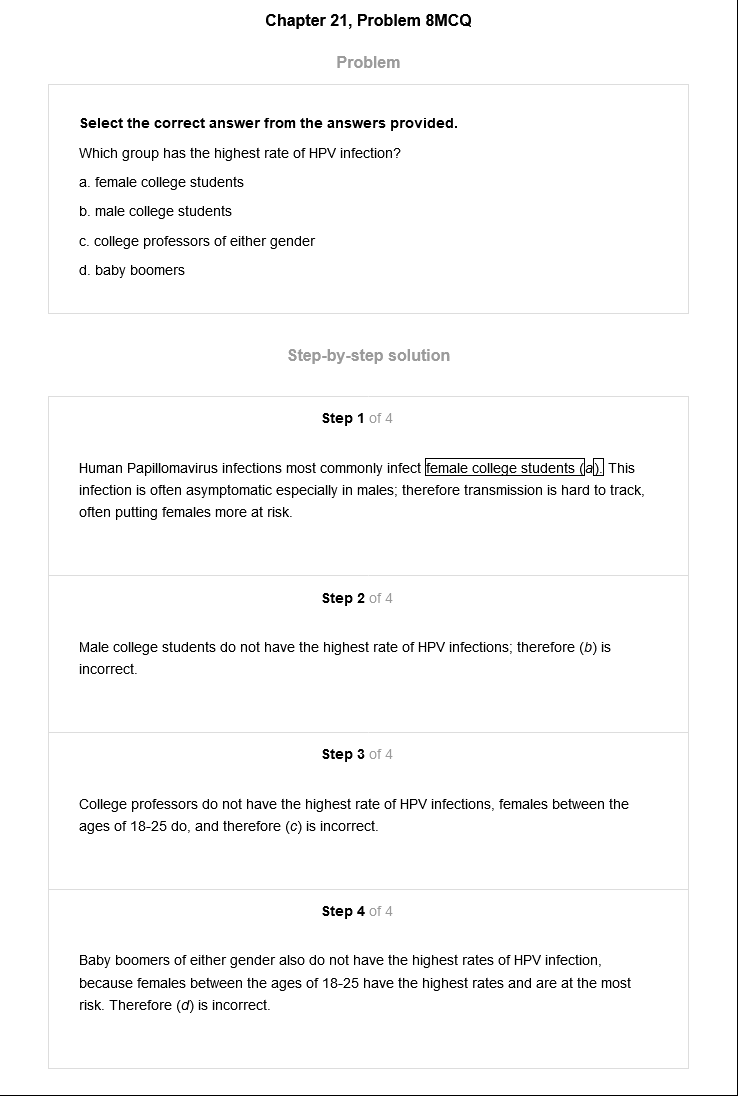 Chapter 21, Problem 8MCQ
Problem
Select the correct answer from the answers provided.
Which group has the highest rate of HPV infection?
a. female college students
b. male college students
c. college professors of either gender
d. baby boomers
Step-by-step solution
Step 1 of 4
Human Papillomavirus infections most commonly infect female college students (a). This
infection is often asymptomatic especially in males; therefore transmission is hard to track,
often putting females more at risk.
Step 2 of 4
Male college students do not have the highest rate of HPV infections; therefore (b) is
incorrect.
Step 3 of 4
College professors do not have the highest rate of HPV infections, females between the
ages of 18-25 do, and therefore (c) is incorrect.
Step 4 of 4
Baby boomers of either gender also do not have the highest rates of HPV infection,
because females between the ages of 18-25 have the highest rates and are at the most
risk. Therefore (d) is incorrect.